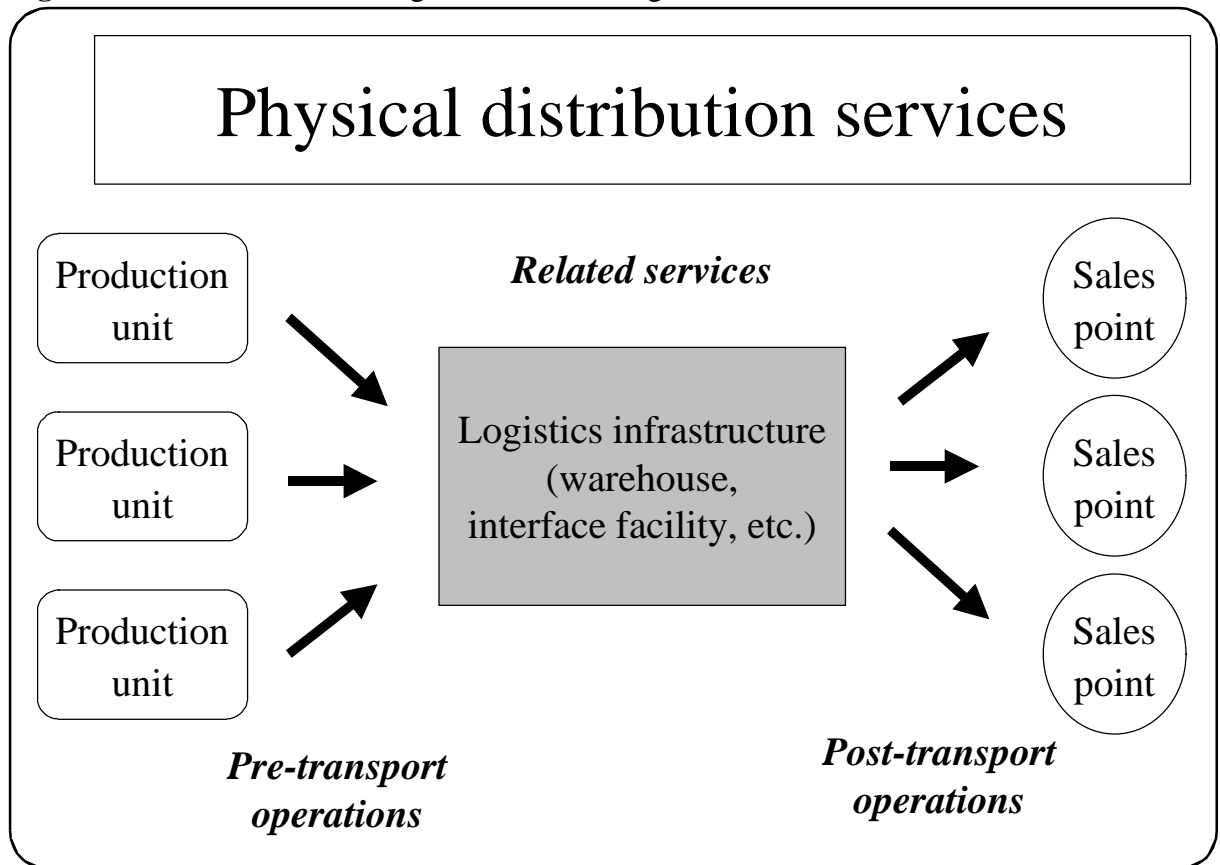 Physical distribution services
Production
unit
Related services
Sales
point
Production
unit
Logistics infrastructure
(warehouse,
interface facility, etc.)
Sales
point
Production
unit
Sales
point
Pre-transport
operations
Post-transport
operations